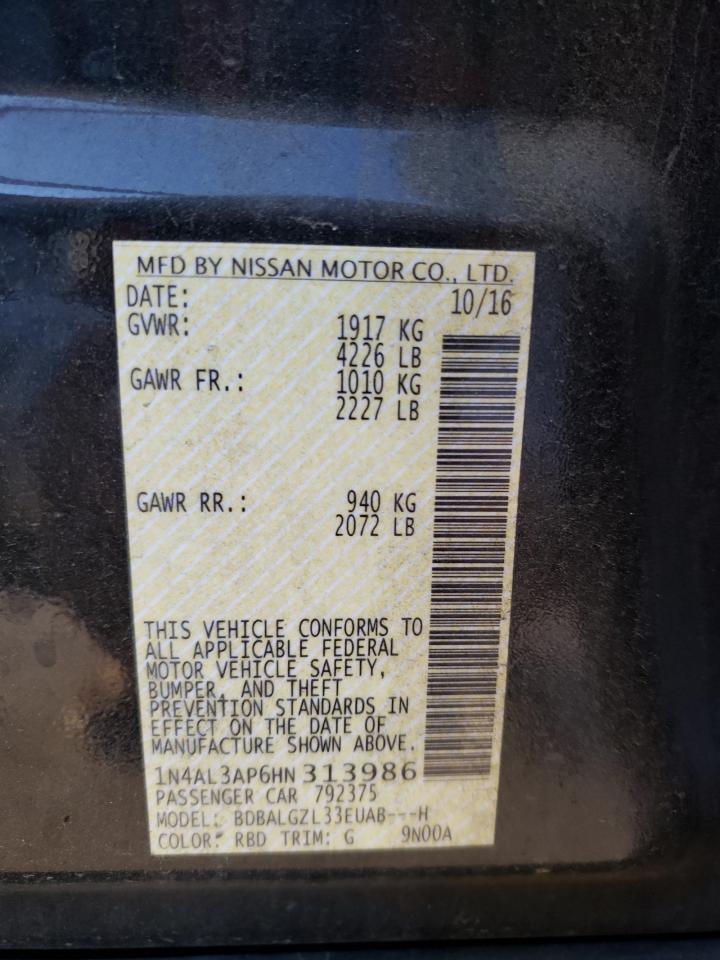 MFD BY NISSAN MOTOR CO., LTD.
DATE: 10/16
GVWR: 1917 KG
4226 LB
GAWR FR.: 1010 KG
2227 LB
GAWR RR.: 940 KG
2072 LB
THIS VEHICLE CONFORMS TO
ALL APPLICABLE FEDERAL
MOTOR VEHICLE SAFETY,
BUMPER, AND THEFT
PREVENTION STANDARDS IN
EFFECT ON THE DATE OF
MANUFACTURE SHOWN ABOVE.
1N4AL3AP6HN313986
PASSENGER CAR 792375
MODEL: BDBALGZL33EUAB---H
COLOR: RBD TRIM: G 9N00A